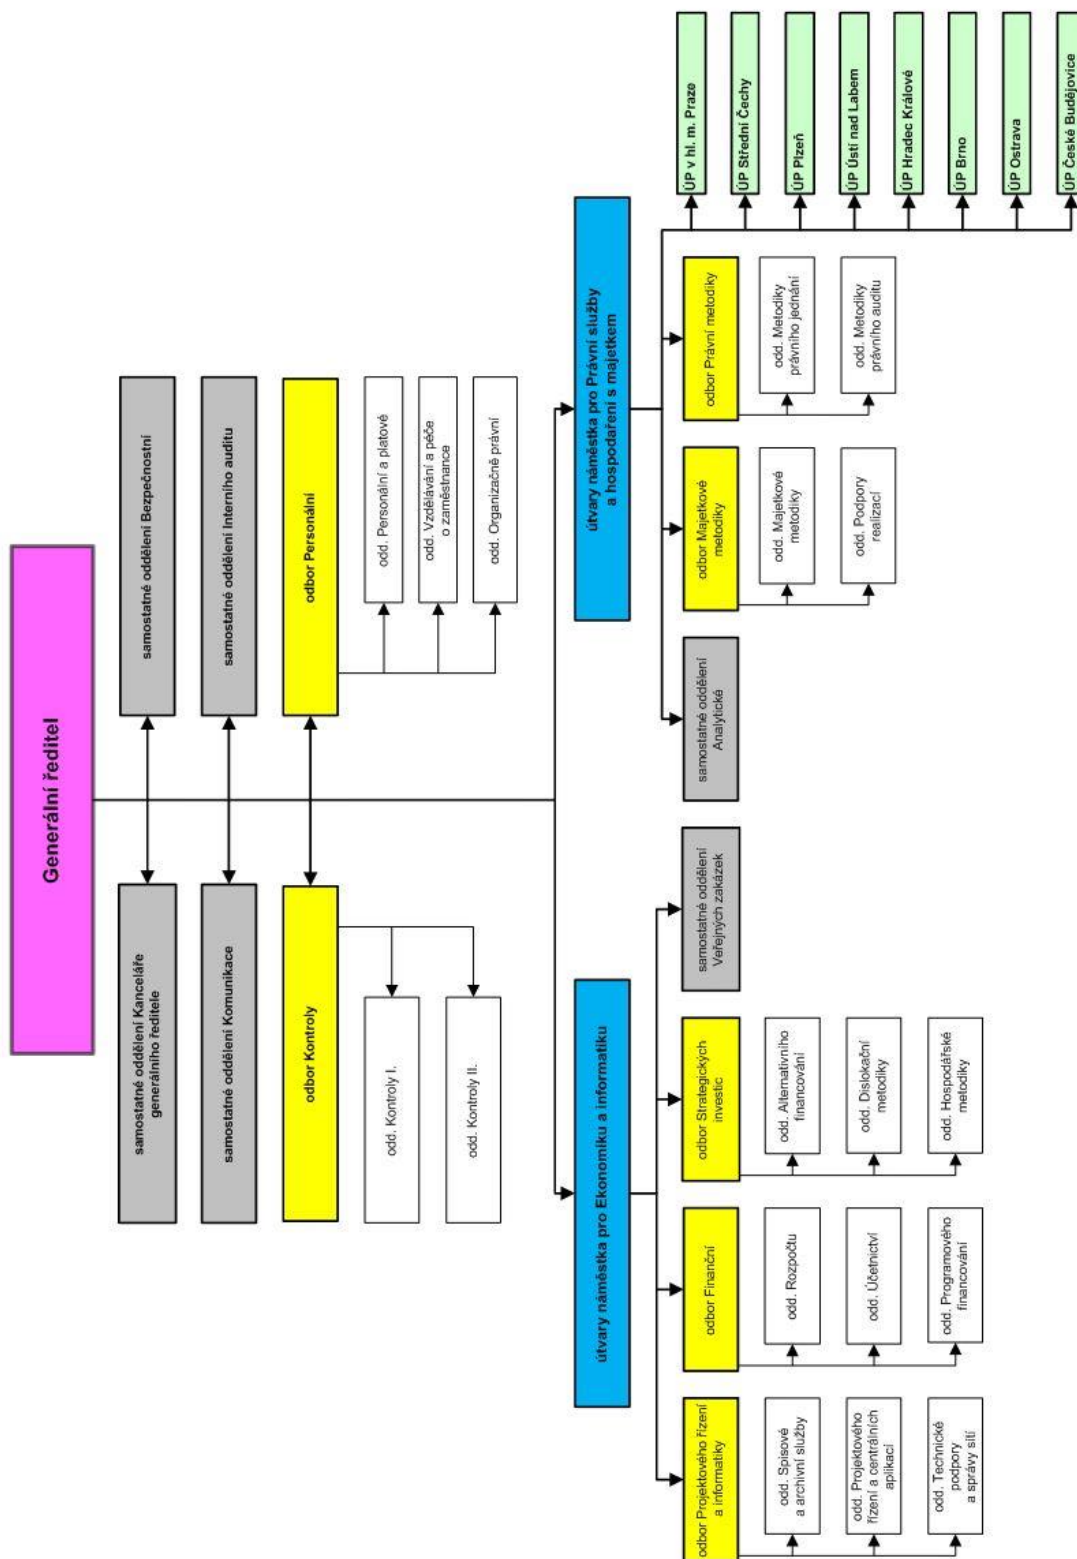 Generální ředitel
samostatné oddělení Kanceláře
generálního ředitele
samostatné oddělení Bezpečnostní
samostatné oddělení Komunikace
samostatné oddělení Interního auditu
odbor Kontroly
odbor Personální
odd. Kontroly I.
odd. Kontroly II.
odd. Personální a platové
odd. Vzdělávání a péče
o zaměstnance
odd. Organizačně právní
útvary náměstka pro Ekonomiku a informatiku
útvary náměstka pro Právní služby
a hospodaření s majetkem
odbor Projektového řízení
a informatiky
odd. Spisové
a archivní služby
odd. Projektového
řízení a centrálních
aplikací
odd. Technické
podpory
a správy sítí
odbor Finanční
odd. Rozpočtu
odd. Účetnictví
odd. Programového
financování
odbor Strategických
investic
odd. Alternativního
financování
odd. Dislokační
metodiky
odd. Hospodářské
metodiky
samostatné oddělení
Veřejných zakázek
samostatné oddělení
Analytické
odbor Majetkové
metodiky
odd. Majetkové
metodiky
odd. Podpory
realizací
odbor Právní metodiky
odd. Metodiky
právního jednání
odd. Metodiky
právního auditu
ÚP v hl. m. Praze
ÚP Střední Čechy
ÚP Plzeň
ÚP Ústí nad Labem
ÚP Hradec Králové
ÚP Brno
ÚP Ostrava
ÚP České Budějovice